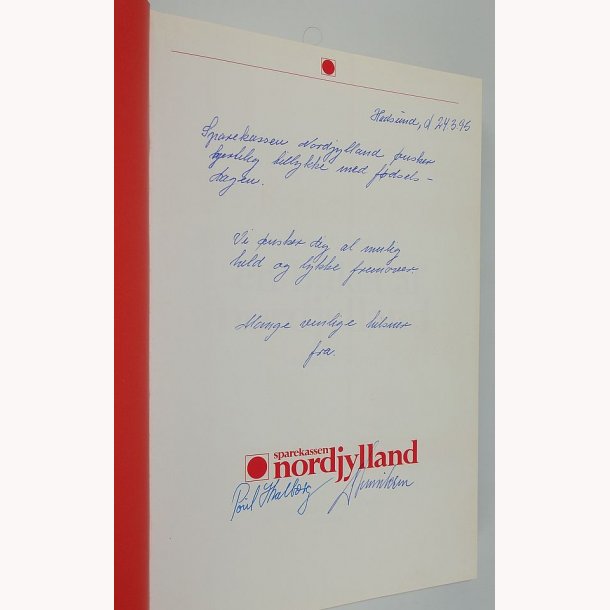 Hadsund, d 24 3 95
Sparekassen Nordjylland ønsker
hjertelig tillykke med fødsels-
dagen.
Vi ønsker dig al mulig
held og lykke fremover
Mange venlige hilsner
fra.
sparekassen
nordjylland
Poul